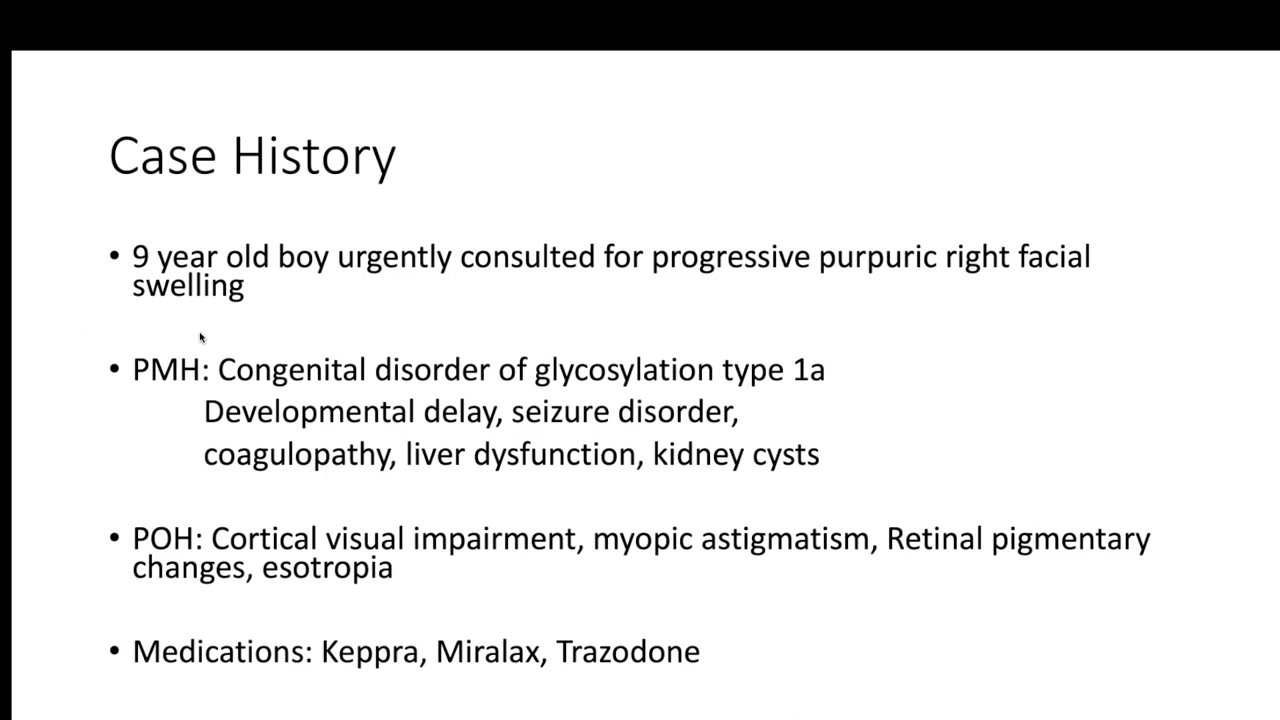 Case History
• 9 year old boy urgently consulted for progressive purpuric right facial
swelling
• PMH: Congenital disorder of glycosylation type 1a
Developmental delay, seizure disorder,
coagulopathy, liver dysfunction, kidney cysts
• POH: Cortical visual impairment, myopic astigmatism, Retinal pigmentary
changes, esotropia
• Medications: Keppra, Miralax, Trazodone